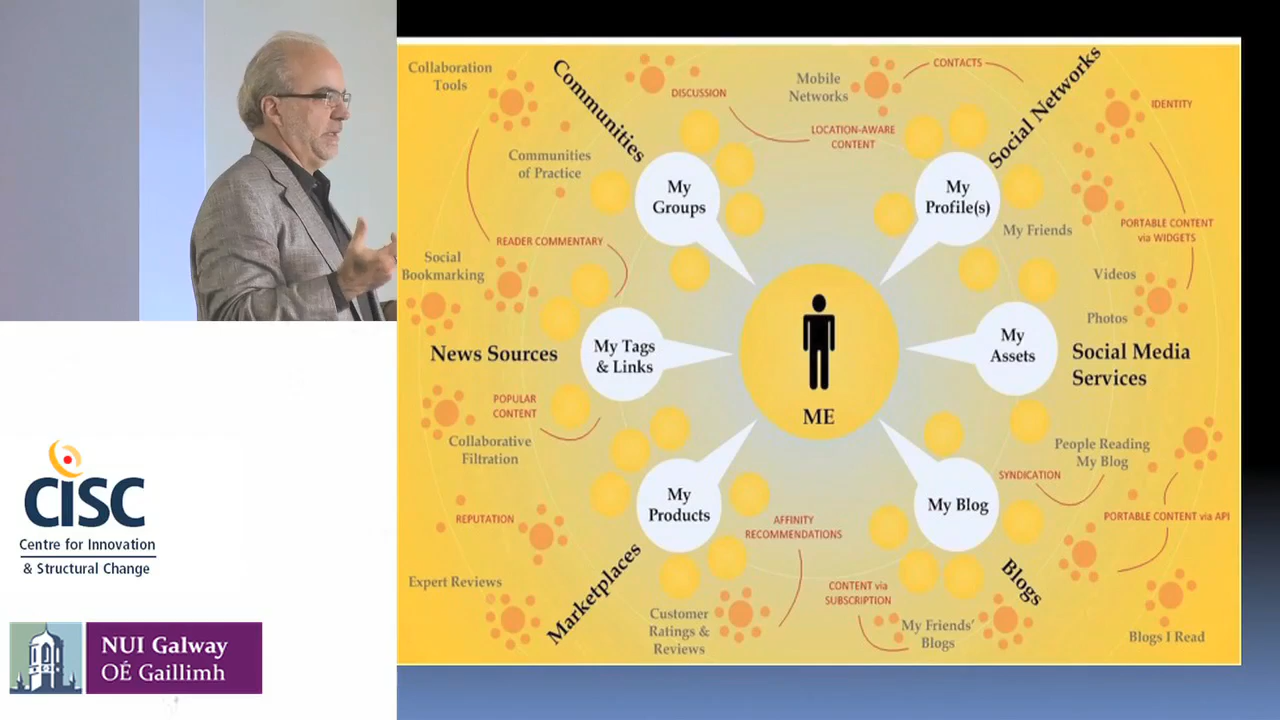 Collaboration
Tools
Communities
DISCUSSION
Mobile
Networks
CONTACTS
Social Networks
IDENTITY
LOCATION-AWARE
CONTENT
Communities
of Practice
My
Groups
My
Profile(s)
My Friends
PORTABLE CONTENT
via WIDGETS
READER COMMENTARY
Social
Bookmarking
Videos
Photos
News Sources
My Tags
& Links
ME
My
Assets
Social Media
Services
POPULAR
CONTENT
Collaborative
Filtration
People Reading
My Blog
SYNDICATION
My
Products
My Blog
REPUTATION
AFFINITY
RECOMMENDATIONS
PORTABLE CONTENT via API
Expert Reviews
Marketplaces
Customer
Ratings &
Reviews
CONTENT via
SUBSCRIPTION
My Friends'
Blogs
Blogs
Blogs I Read
CISC
Centre for Innovation
& Structural Change
NUI Galway
OÉ Gaillimh